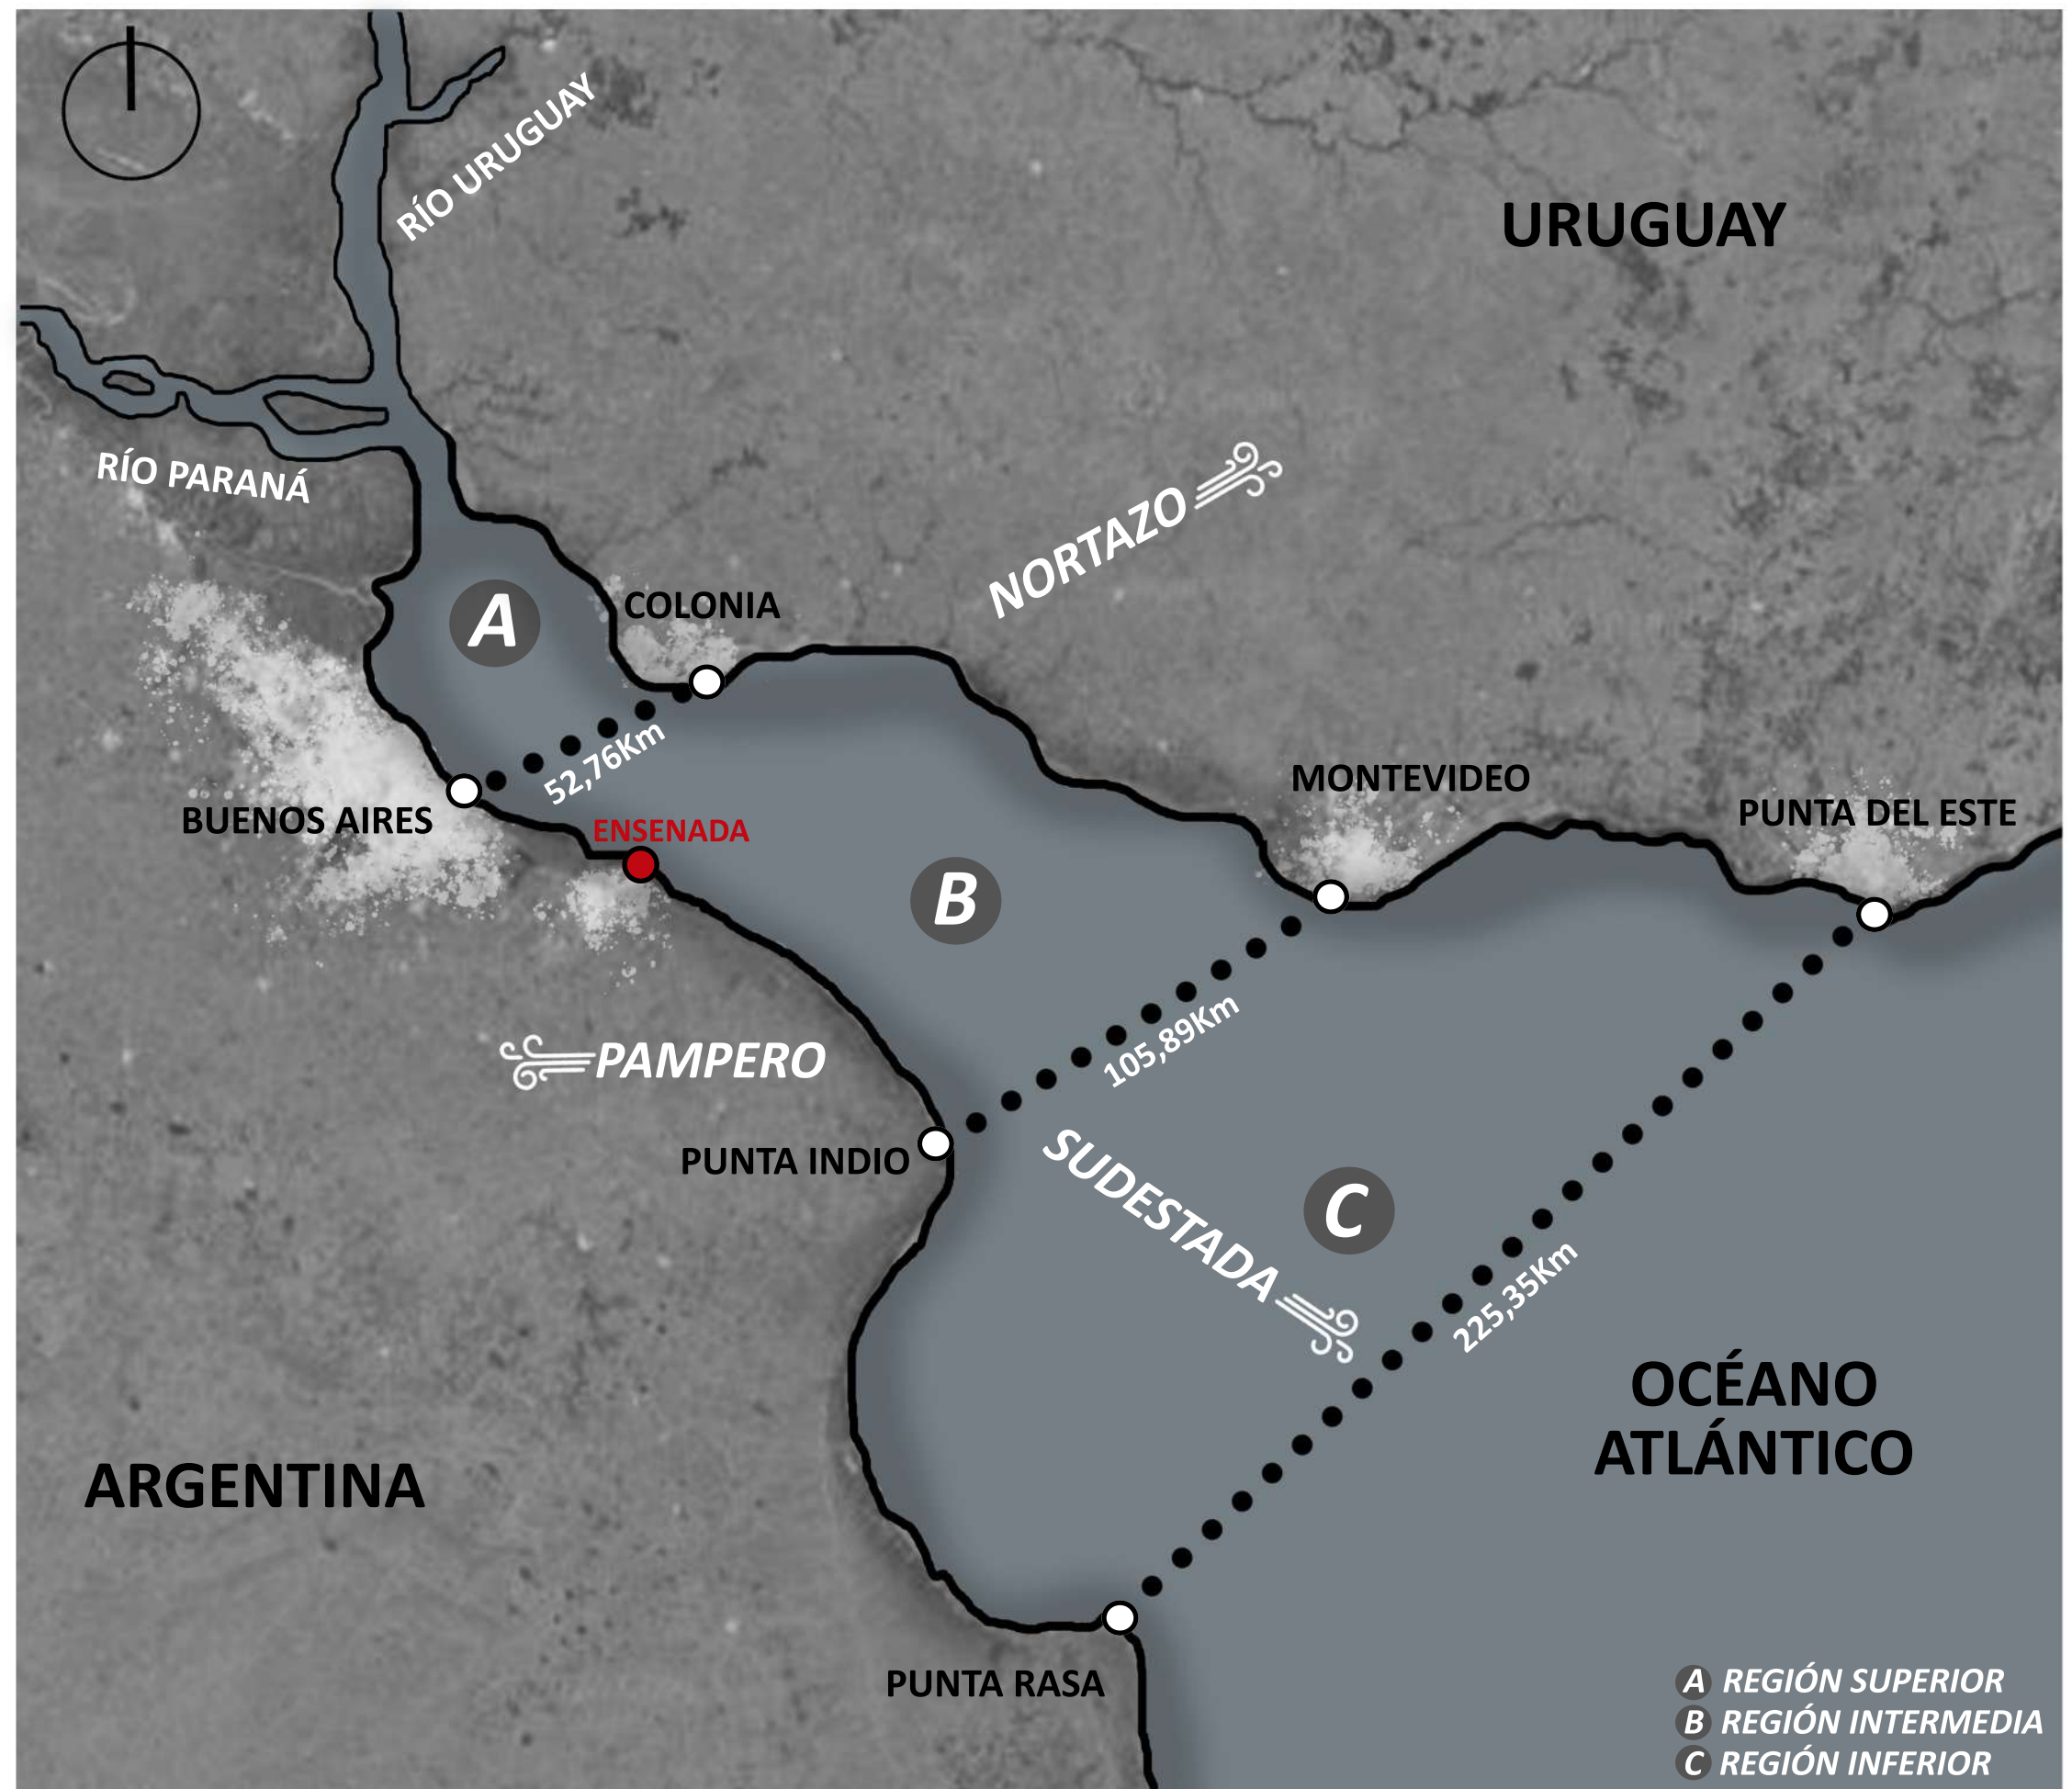 RÍO URUGUAY
URUGUAY
RÍO PARANÁ
NORTAZO
A
COLONIA
52,76Km
MONTEVIDEO
PUNTA DEL ESTE
BUENOS AIRES
ENSENADA
B
105,89Km
PAMPERO
PUNTA INDIO
SUDESTADA
C
225,35Km
OCÉANO
ATLÁNTICO
ARGENTINA
PUNTA RASA
A REGIÓN SUPERIOR
B REGIÓN INTERMEDIA
C REGIÓN INFERIOR